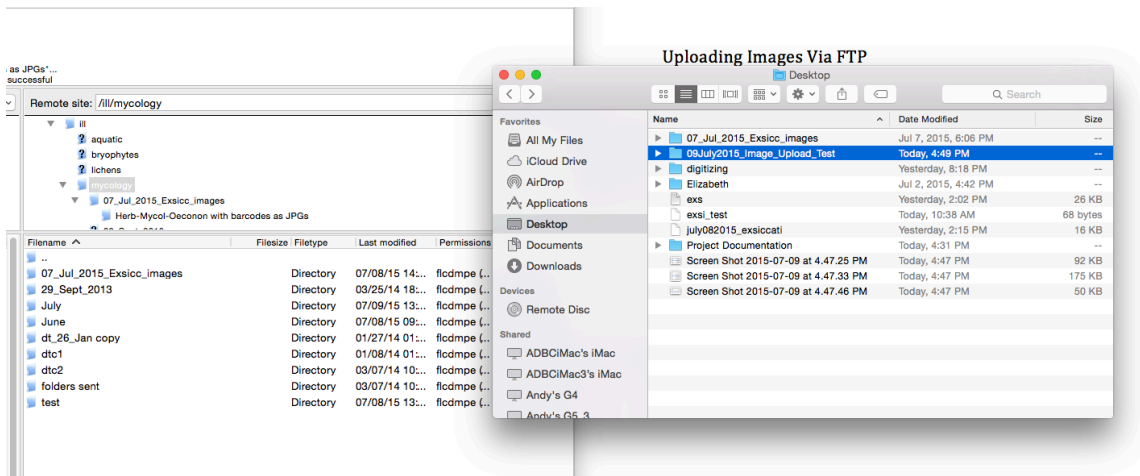 as JPGs"...
successful
Remote site: /ill/mycology
ill
aquatic
bryophytes
lichens
mycology
07_Jul_2015_Exsicc_images
Herb-Mycol-Oeconon with barcodes as JPGs
Filename Filesize Filetype Last modified Permissions
..
07_Jul_2015_Exsicc_images Directory 07/08/15 14:... flcdmpe (...
29_Sept_2013 Directory 03/25/14 18:... flcdmpe (...
July Directory 07/09/15 13:... flcdmpe (...
June Directory 07/08/15 09:... flcdmpe (...
dt_26_Jan copy Directory 01/27/14 01:... flcdmpe (...
dtc1 Directory 01/08/14 01:... flcdmpe (...
dtc2 Directory 03/07/14 10:... flcdmpe (...
folders sent Directory 03/07/14 10:... flcdmpe (...
test Directory 07/08/15 13:... flcdmpe (...
Uploading Images Via FTP
Desktop
Search
Favorites
All My Files
iCloud Drive
AirDrop
Applications
Desktop
Documents
Downloads
Devices
Remote Disc
Shared
ADBCiMac's iMac
ADBCiMac3's iMac
Andy's G4
Andy's G5_3
Name Date Modified Size
07_Jul_2015_Exsicc_images Jul 7, 2015, 6:06 PM --
09July2015_Image_Upload_Test Today, 4:49 PM --
digitizing Yesterday, 8:18 PM --
Elizabeth Jul 2, 2015, 4:42 PM --
exs Yesterday, 2:02 PM 26 KB
exsi_test Today, 10:38 AM 68 bytes
july082015_exsiccati Yesterday, 2:15 PM 16 KB
Project Documentation Today, 4:31 PM --
Screen Shot 2015-07-09 at 4.47.25 PM Today, 4:47 PM 92 KB
Screen Shot 2015-07-09 at 4.47.33 PM Today, 4:47 PM 175 KB
Screen Shot 2015-07-09 at 4.47.46 PM Today, 4:47 PM 50 KB